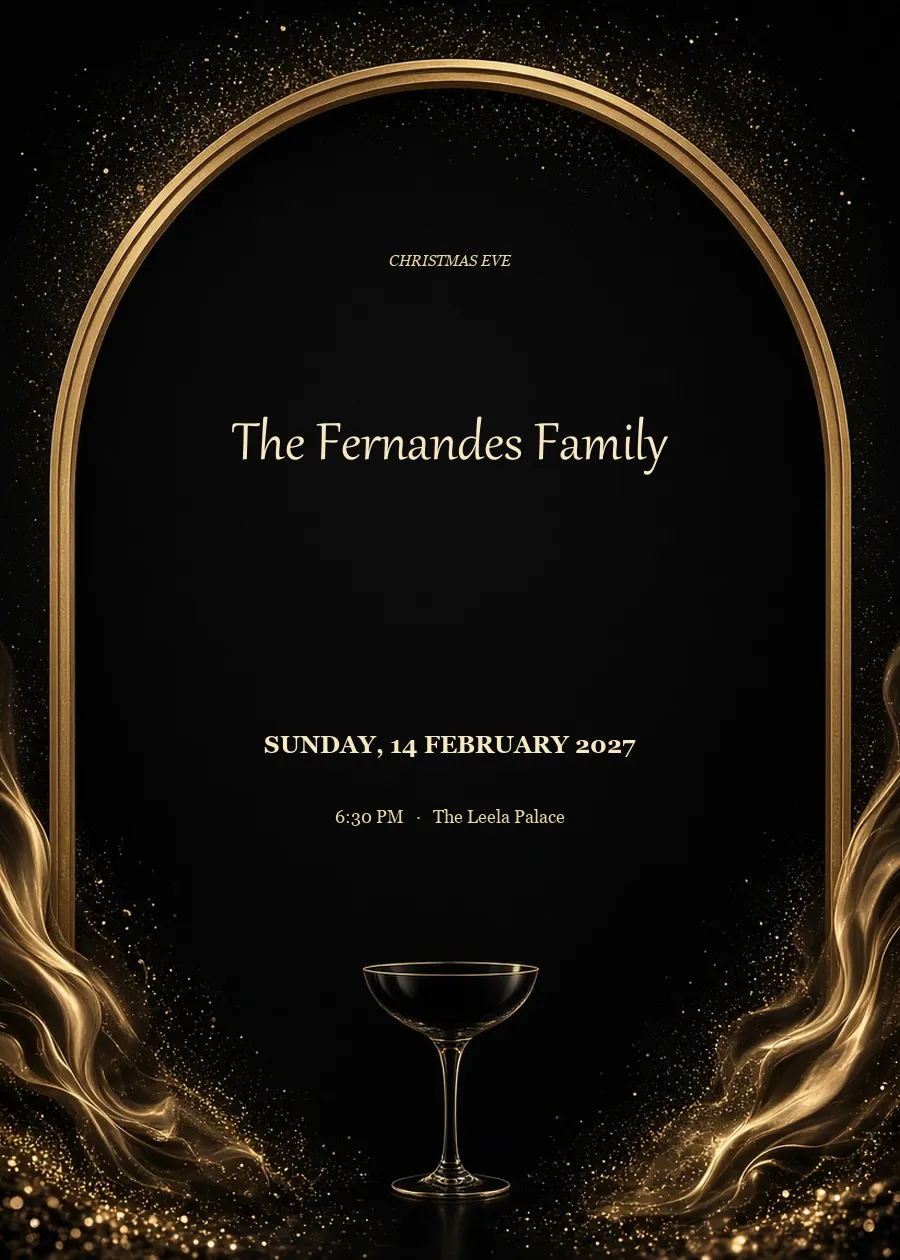 CHRISTMAS EVE
The Fernandes Family
SUNDAY, 14 FEBRUARY 2027
6:30 PM · The Leela Palace